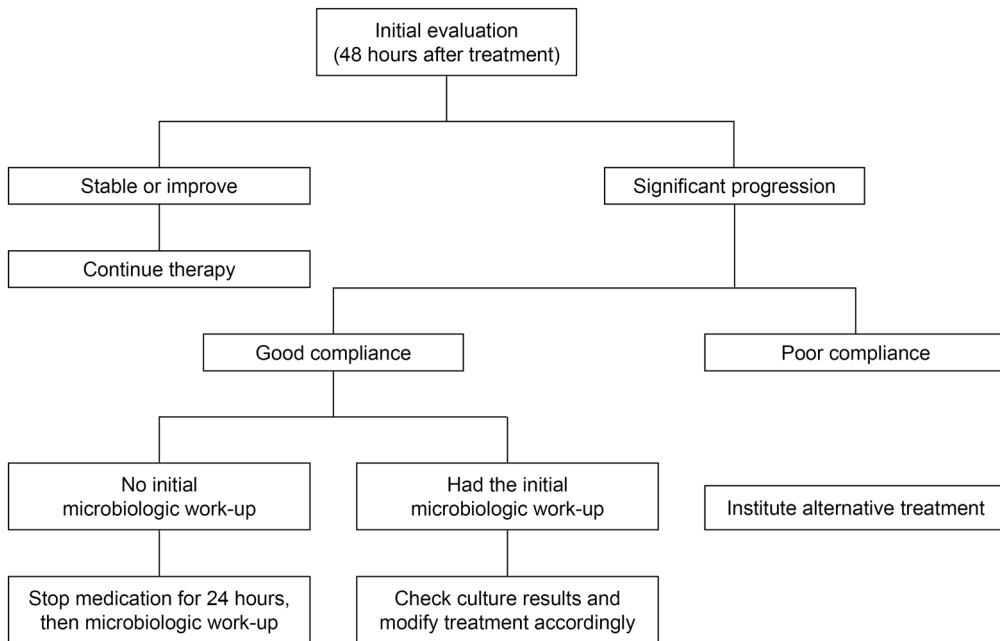 Initial evaluation
(48 hours after treatment)
Stable or improve
Significant progression
Continue therapy
Good compliance
Poor compliance
No initial
microbiologic work-up
Had the initial
microbiologic work-up
Institute alternative treatment
Stop medication for 24 hours,
then microbiologic work-up
Check culture results and
modify treatment accordingly